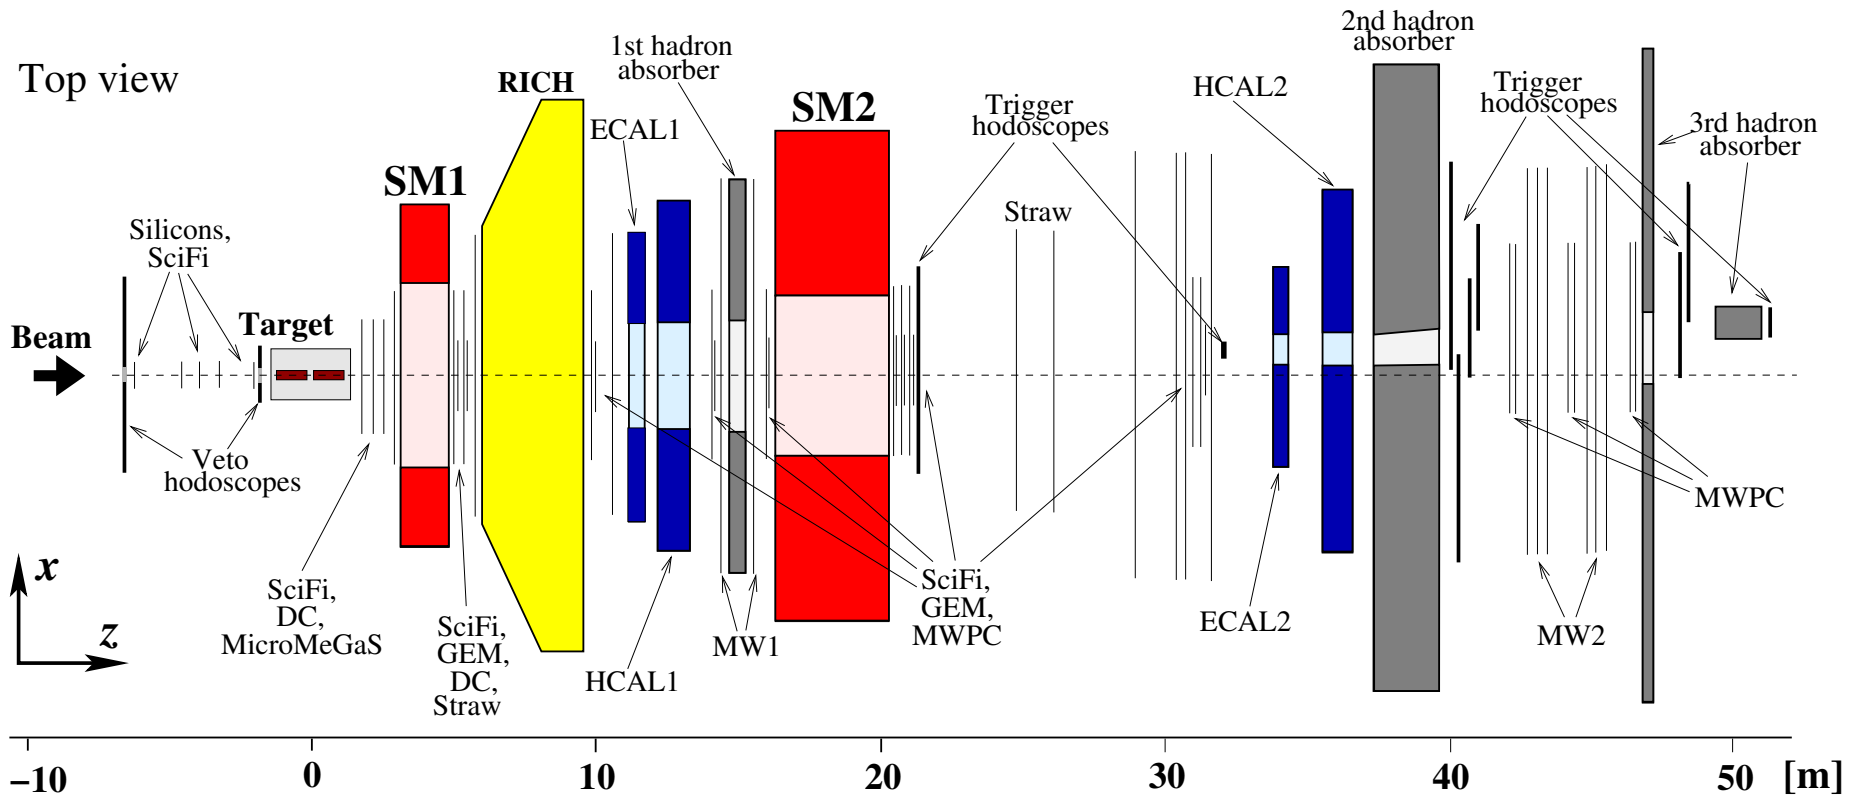 Top view
Beam
Silicons,
SciFi
Veto
hodoscopes
Target
SciFi,
DC,
MicroMeGaS
SM1
SciFi,
GEM,
DC,
Straw
RICH
ECAL1
HCAL1
1st hadron
absorber
MW1
SM2
SciFi,
GEM,
MWPC
Trigger
hodoscopes
Straw
HCAL2
ECAL2
2nd hadron
absorber
Trigger
hodoscopes
3rd hadron
absorber
MWPC
MW2
x
z
−10 0 10 20 30 40 50 [m]